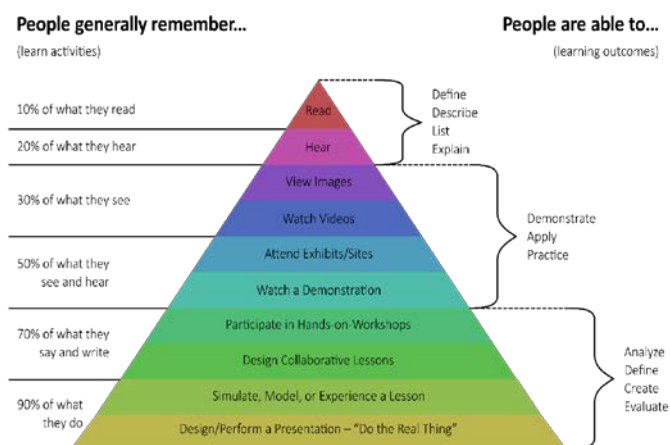 People generally remember...
(learn activities)
People are able to...
(learning outcomes)
10% of what they read
20% of what they hear
30% of what they see
50% of what they
see and hear
70% of what they
say and write
90% of what
they do
Read
Hear
View Images
Watch Videos
Attend Exhibits/Sites
Watch a Demonstration
Participate in Hands-on-Workshops
Design Collaborative Lessons
Simulate, Model, or Experience a Lesson
Design/Perform a Presentation – "Do the Real Thing"
Define
Describe
List
Explain
Demonstrate
Apply
Practice
Analyze
Define
Create
Evaluate